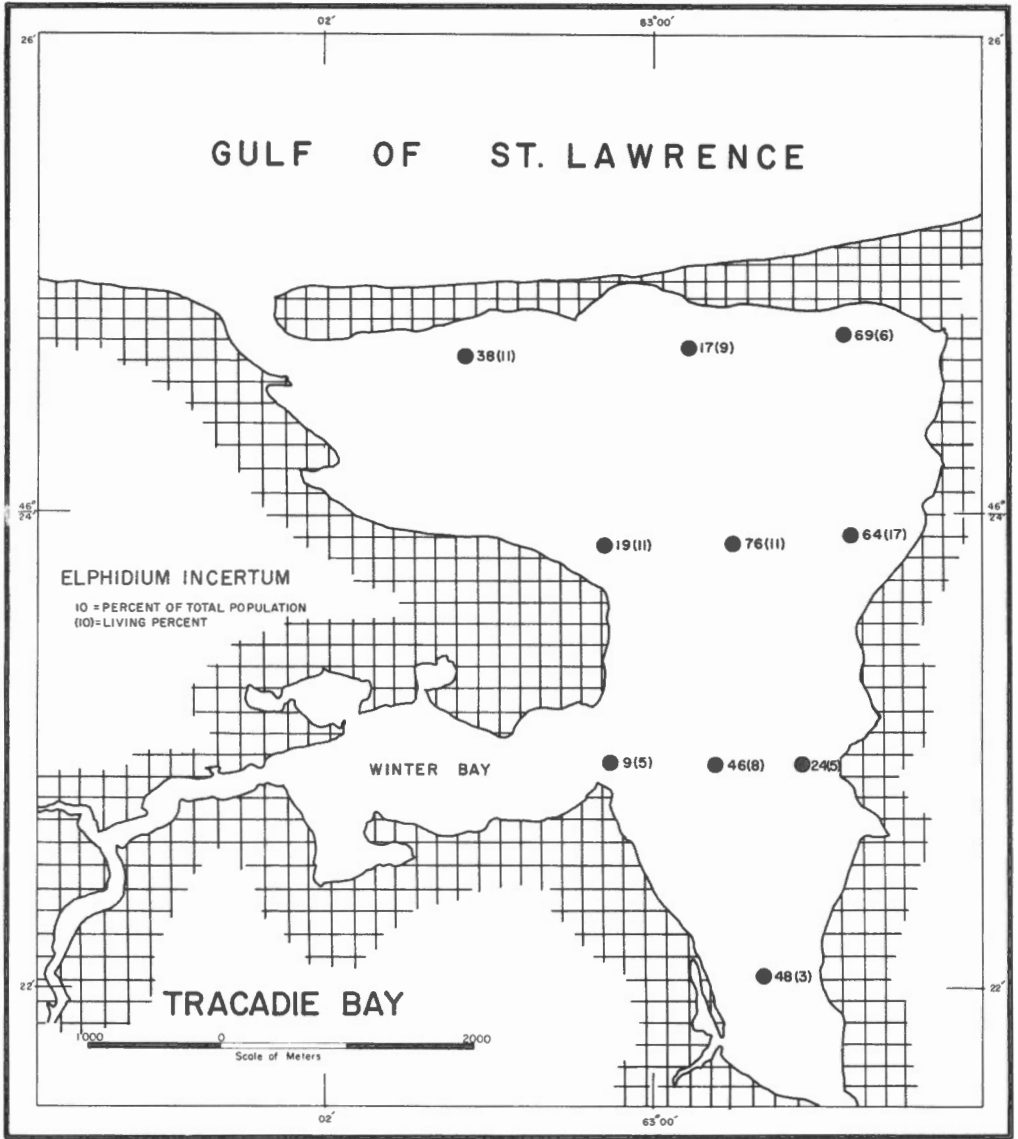 02' 63°00'
26' 26'
GULF OF ST. LAWRENCE
69(6)
38(11) 17(9)
46° 24' 24'
19(11) 76(11) 64(17)
ELPHIDIUM INCERTUM
10 = PERCENT OF TOTAL POPULATION
(10)= LIVING PERCENT
WINTER BAY 9(5) 46(8) 24(5)
48(3)
22' 22'
TRACADIE BAY
1000 0 2000
Scale of Meters
02' 63°00'